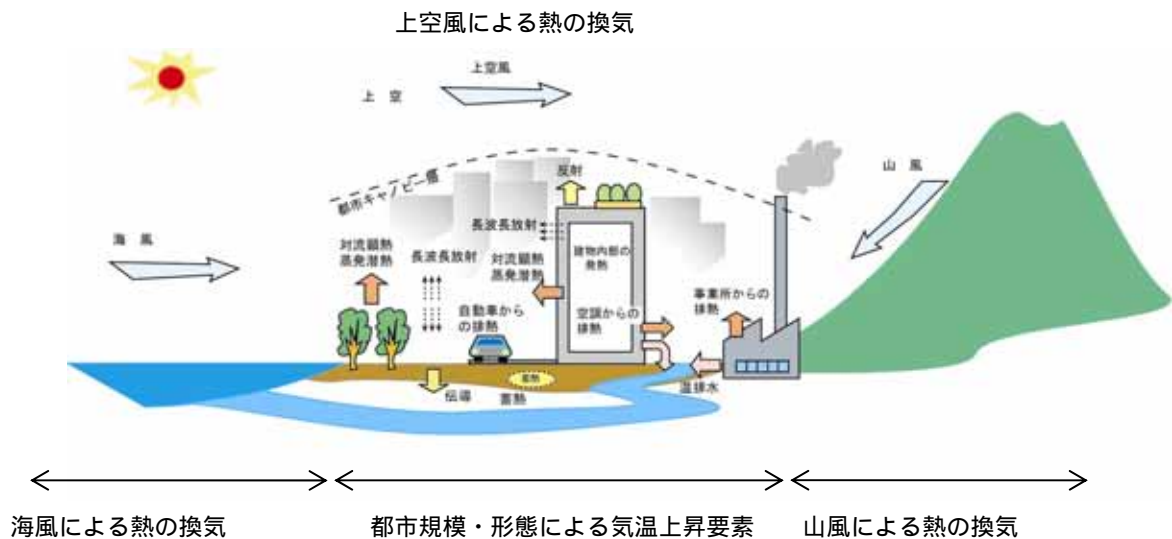 上空風による熱の換気
上空風
上 空
山 風
反射
都市キャノピー層
長波長放射
海 風
対流顕熱
蒸発潜熱
長波長放射
対流顕熱
蒸発潜熱
建物内部の
発熱
自動車から
の排熱
空調からの
排熱
事業所からの
排熱
蓄熱
伝導
蓄熱
温排水
海風による熱の換気
都市規模・形態による気温上昇要素
山風による熱の換気